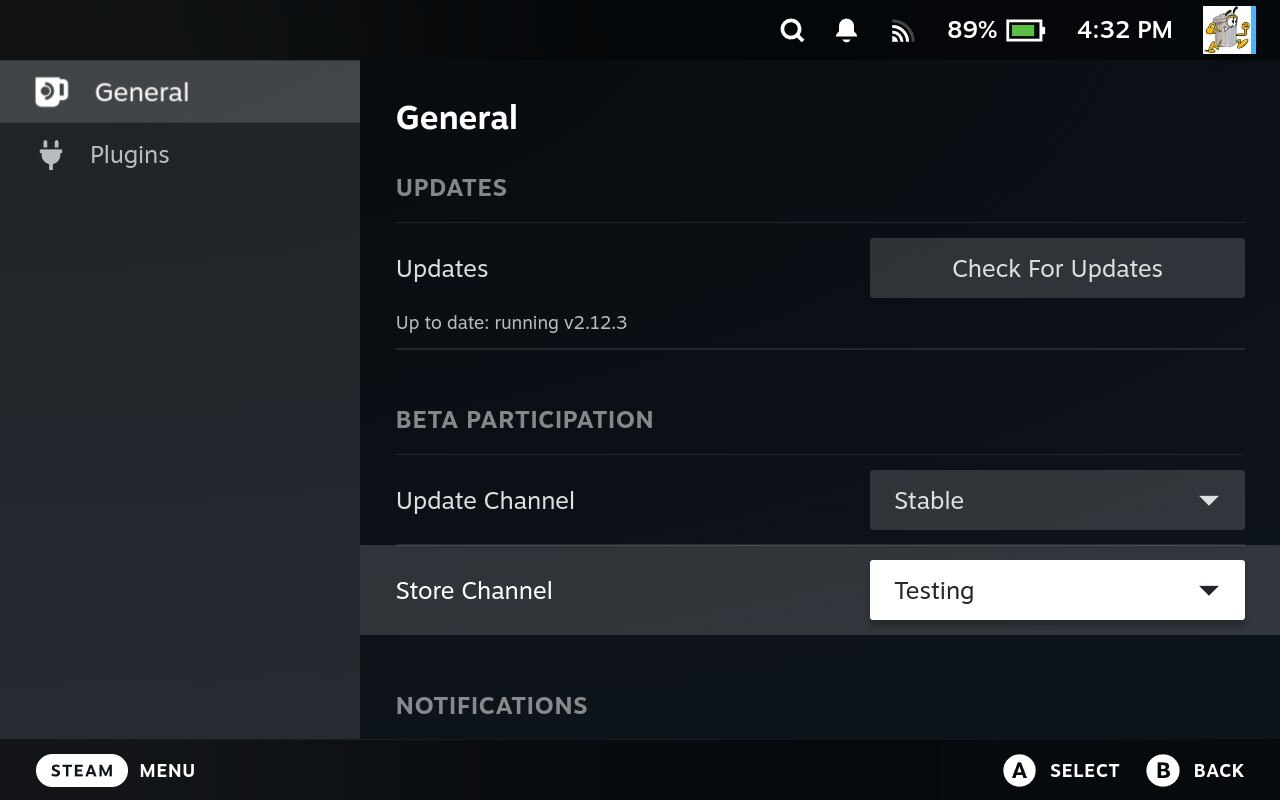 89% 4:32 PM
General
Plugins
General
UPDATES
Updates
Check For Updates
Up to date: running v2.12.3
BETA PARTICIPATION
Update Channel
Stable
Store Channel
Testing
NOTIFICATIONS
STEAM MENU
A SELECT B BACK